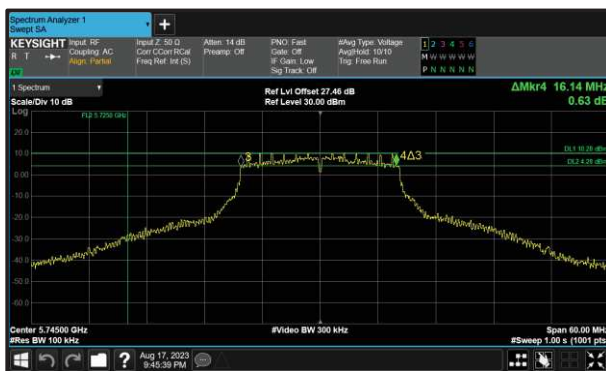 Spectrum Analyzer 1
Swept SA
KEYSIGHT
R T
Input: RF
Coupling: AC
Align: Partial
Input Z: 50 Ω
Corr CCorr RCal
Freq Ref: Int (S)
Atten: 14 dB
Preamp: Off
PNO: Fast
Gate: Off
IF Gain: Low
Sig Track: Off
#Avg Type: Voltage
Avg|Hold: 10/10
Trig: Free Run
1 2 3 4 5 6
M W W W W W
P N N N N N
1 Spectrum
Scale/Div 10 dB
Ref Lvl Offset 27.46 dB
Ref Level 30.00 dBm
ΔMkr4 16.14 MHz
0.63 dB
Log
FL2 5.7250 GHz
20.0
10.0
0.00
-10.0
-20.0
-30.0
-40.0
-50.0
-60.0
3
4Δ3
DL1 10.20 dBm
DL2 4.20 dBm
Center 5.74500 GHz
#Res BW 100 kHz
#Video BW 300 kHz
Span 60.00 MHz
#Sweep 1.00 s (1001 pts)
?
Aug 17, 2023
9:45:39 PM